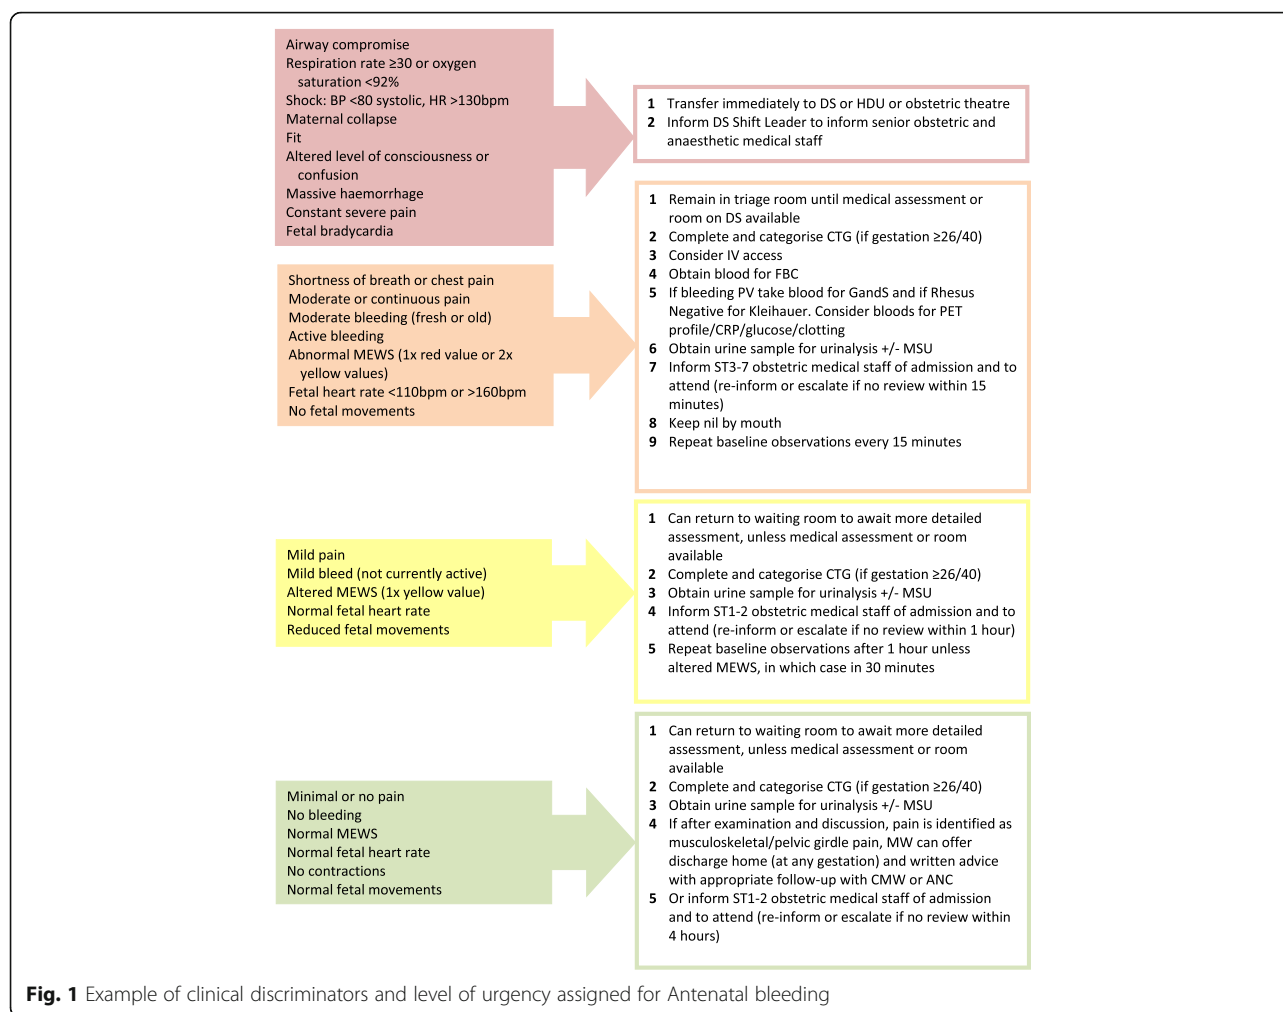 Airway compromise
Respiration rate ≥30 or oxygen
saturation <92%
Shock: BP <80 systolic, HR >130bpm
Maternal collapse
Fit
Altered level of consciousness or
confusion
Massive haemorrhage
Constant severe pain
Fetal bradycardia
1 Transfer immediately to DS or HDU or obstetric theatre
2 Inform DS Shift Leader to inform senior obstetric and
anaesthetic medical staff
Shortness of breath or chest pain
Moderate or continuous pain
Moderate bleeding (fresh or old)
Active bleeding
Abnormal MEWS (1x red value or 2x
yellow values)
Fetal heart rate <110bpm or >160bpm
No fetal movements
1 Remain in triage room until medical assessment or
room on DS available
2 Complete and categorise CTG (if gestation ≥26/40)
3 Consider IV access
4 Obtain blood for FBC
5 If bleeding PV take blood for GandS and if Rhesus
Negative for Kleihauer. Consider bloods for PET
profile/CRP/glucose/clotting
6 Obtain urine sample for urinalysis +/- MSU
7 Inform ST3-7 obstetric medical staff of admission and to
attend (re-inform or escalate if no review within 15
minutes)
8 Keep nil by mouth
9 Repeat baseline observations every 15 minutes
Mild pain
Mild bleed (not currently active)
Altered MEWS (1x yellow value)
Normal fetal heart rate
Reduced fetal movements
1 Can return to waiting room to await more detailed
assessment, unless medical assessment or room
available
2 Complete and categorise CTG (if gestation ≥26/40)
3 Obtain urine sample for urinalysis +/- MSU
4 Inform ST1-2 obstetric medical staff of admission and to
attend (re-inform or escalate if no review within 1 hour)
5 Repeat baseline observations after 1 hour unless
altered MEWS, in which case in 30 minutes
Minimal or no pain
No bleeding
Normal MEWS
Normal fetal heart rate
No contractions
Normal fetal movements
1 Can return to waiting room to await more detailed
assessment, unless medical assessment or room
available
2 Complete and categorise CTG (if gestation ≥26/40)
3 Obtain urine sample for urinalysis +/- MSU
4 If after examination and discussion, pain is identified as
musculoskeletal/pelvic girdle pain, MW can offer
discharge home (at any gestation) and written advice
with appropriate follow-up with CMW or ANC
5 Or inform ST1-2 obstetric medical staff of admission
and to attend (re-inform or escalate if no review within
4 hours)
Fig. 1 Example of clinical discriminators and level of urgency assigned for Antenatal bleeding